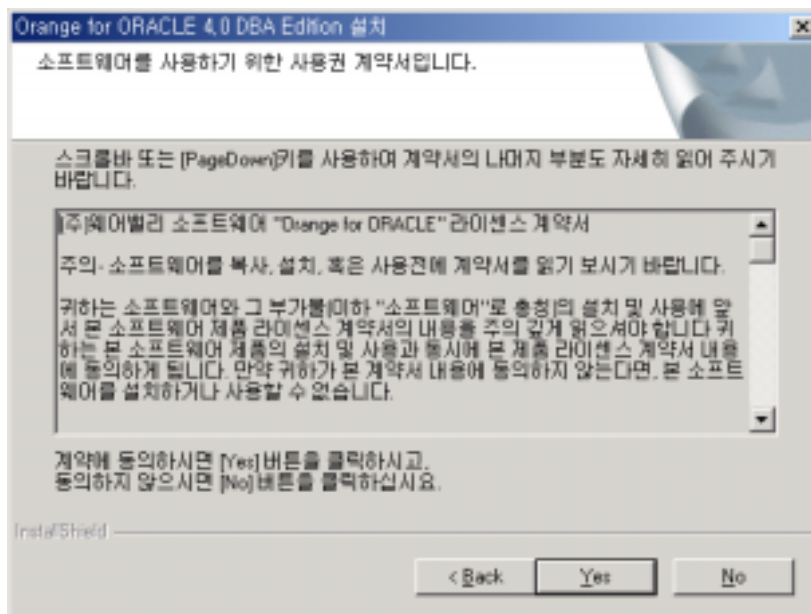 Orange for ORACLE 4.0 DBA Edition 설치
소프트웨어를 사용하기 위한 사용권 계약서입니다.
스크롤바 또는 [PageDown]키를 사용하여 계약서의 나머지 부분도 자세히 읽어 주시기
바랍니다.
(주)웨어밸리 소프트웨어 "Orange for ORACLE" 라이센스 계약서
주의- 소프트웨어를 복사, 설치, 혹은 사용전에 계약서를 읽기 보시기 바랍니다.
귀하는 소프트웨어와 그 부가물(이하 "소프트웨어"로 총칭)의 설치 및 사용에 앞
서 본 소프트웨어 제품 라이센스 계약서의 내용을 주의 깊게 읽으셔야 합니다 귀
하는 본 소프트웨어 제품의 설치 및 사용과 동시에 본 제품 라이센스 계약서 내용
에 동의하게 됩니다. 만약 귀하가 본 계약서 내용에 동의하지 않는다면, 본 소프트
웨어를 설치하거나 사용할 수 없습니다.
계약에 동의하시면 [Yes] 버튼을 클릭하시고,
동의하지 않으시면 [No] 버튼을 클릭하십시요.
InstallShield
< Back
Yes
No